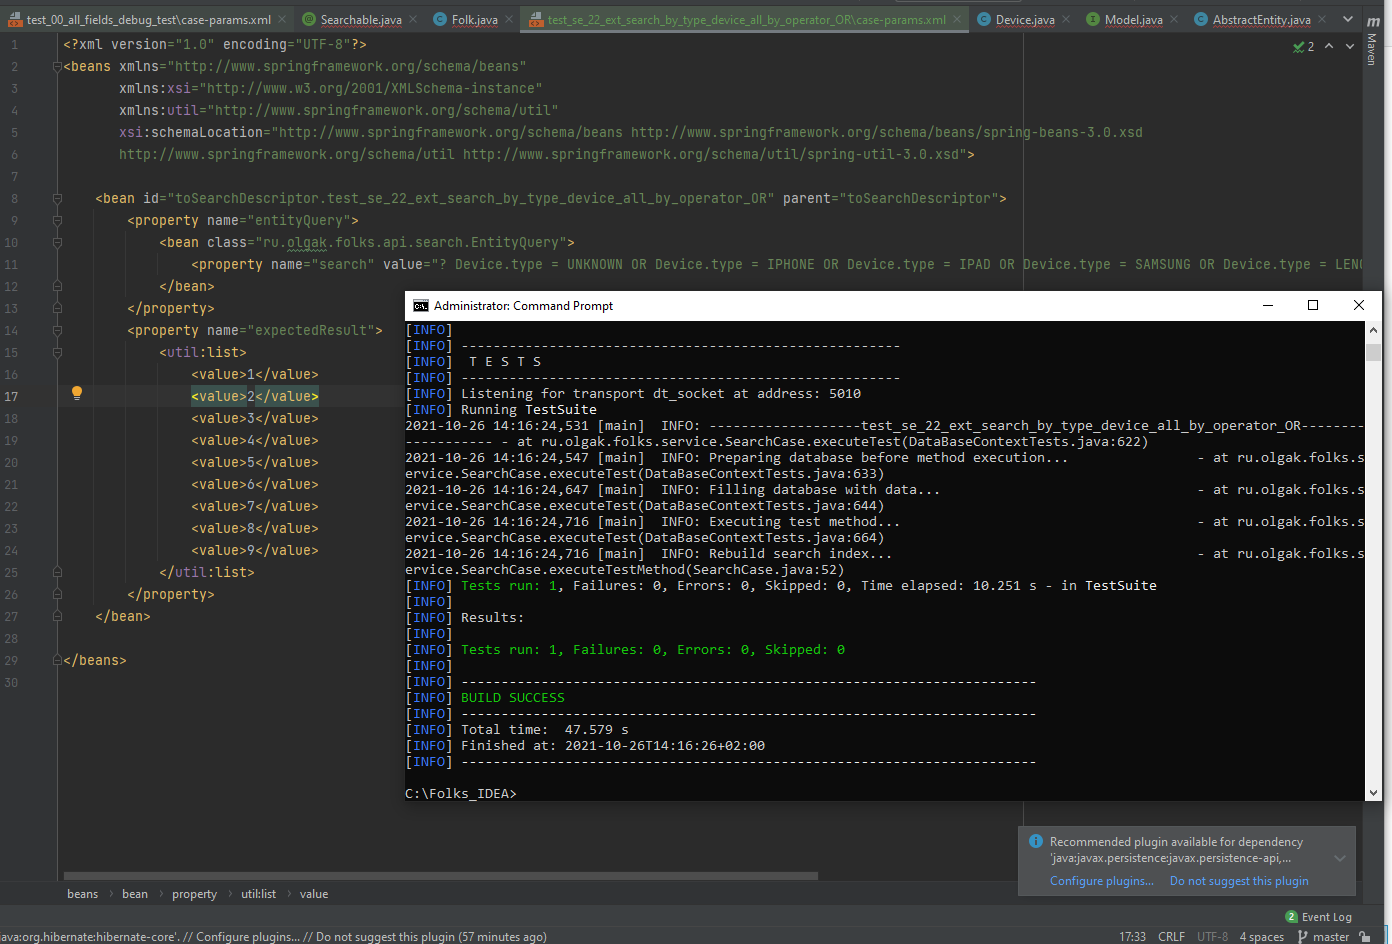 test_00_all_fields_debug_test\case-params.xml
Searchable.java
Folk.java
test_se_22_ext_search_by_type_device_all_by_operator_OR\case-params.xml
Device.java
Model.java
AbstractEntity.java
m
Maven
2
1 <?xml version="1.0" encoding="UTF-8"?>
2 <beans xmlns="http://www.springframework.org/schema/beans"
3 xmlns:xsi="http://www.w3.org/2001/XMLSchema-instance"
4 xmlns:util="http://www.springframework.org/schema/util"
5 xsi:schemaLocation="http://www.springframework.org/schema/beans http://www.springframework.org/schema/beans/spring-beans-3.0.xsd
6 http://www.springframework.org/schema/util http://www.springframework.org/schema/util/spring-util-3.0.xsd">
7
8 <bean id="toSearchDescriptor.test_se_22_ext_search_by_type_device_all_by_operator_OR" parent="toSearchDescriptor">
9 <property name="entityQuery">
10 <bean class="ru.olgak.folks.api.search.EntityQuery">
11 <property name="search" value="? Device.type = UNKNOWN OR Device.type = IPHONE OR Device.type = IPAD OR Device.type = SAMSUNG OR Device.type = LENO
12 </bean>
13 </property>
14 <property name="expectedResult">
15 <util:list>
16 <value>1</value>
17 <value>2</value>
18 <value>3</value>
19 <value>4</value>
20 <value>5</value>
21 <value>6</value>
22 <value>7</value>
23 <value>8</value>
24 <value>9</value>
25 </util:list>
26 </property>
27 </bean>
28
29 </beans>
30
Administrator: Command Prompt
[INFO]
[INFO] -------------------------------------------------------
[INFO]  T E S T S
[INFO] -------------------------------------------------------
[INFO] Listening for transport dt_socket at address: 5010
[INFO] Running TestSuite
2021-10-26 14:16:24,531 [main]  INFO: -------------------test_se_22_ext_search_by_type_device_all_by_operator_OR--------
----------- - at ru.olgak.folks.service.SearchCase.executeTest(DataBaseContextTests.java:622)
2021-10-26 14:16:24,547 [main]  INFO: Preparing database before method execution... - at ru.olgak.folks.s
ervice.SearchCase.executeTest(DataBaseContextTests.java:633)
2021-10-26 14:16:24,647 [main]  INFO: Filling database with data... - at ru.olgak.folks.s
ervice.SearchCase.executeTest(DataBaseContextTests.java:644)
2021-10-26 14:16:24,716 [main]  INFO: Executing test method... - at ru.olgak.folks.s
ervice.SearchCase.executeTest(DataBaseContextTests.java:664)
2021-10-26 14:16:24,716 [main]  INFO: Rebuild search index... - at ru.olgak.folks.s
ervice.SearchCase.executeTestMethod(SearchCase.java:52)
[INFO] Tests run: 1, Failures: 0, Errors: 0, Skipped: 0, Time elapsed: 10.251 s - in TestSuite
[INFO]
[INFO] Results:
[INFO]
[INFO] Tests run: 1, Failures: 0, Errors: 0, Skipped: 0
[INFO]
[INFO] ------------------------------------------------------------------------
[INFO] BUILD SUCCESS
[INFO] ------------------------------------------------------------------------
[INFO] Total time:  47.579 s
[INFO] Finished at: 2021-10-26T14:16:26+02:00
[INFO] ------------------------------------------------------------------------
C:\Folks_IDEA>
Recommended plugin available for dependency
'java:javax.persistence:javax.persistence-api,...
Configure plugins... Do not suggest this plugin
beans › bean › property › util:list › value
2 Event Log
ava:org.hibernate:hibernate-core'. // Configure plugins... // Do not suggest this plugin (57 minutes ago)
17:33 CRLF UTF-8 4 spaces master